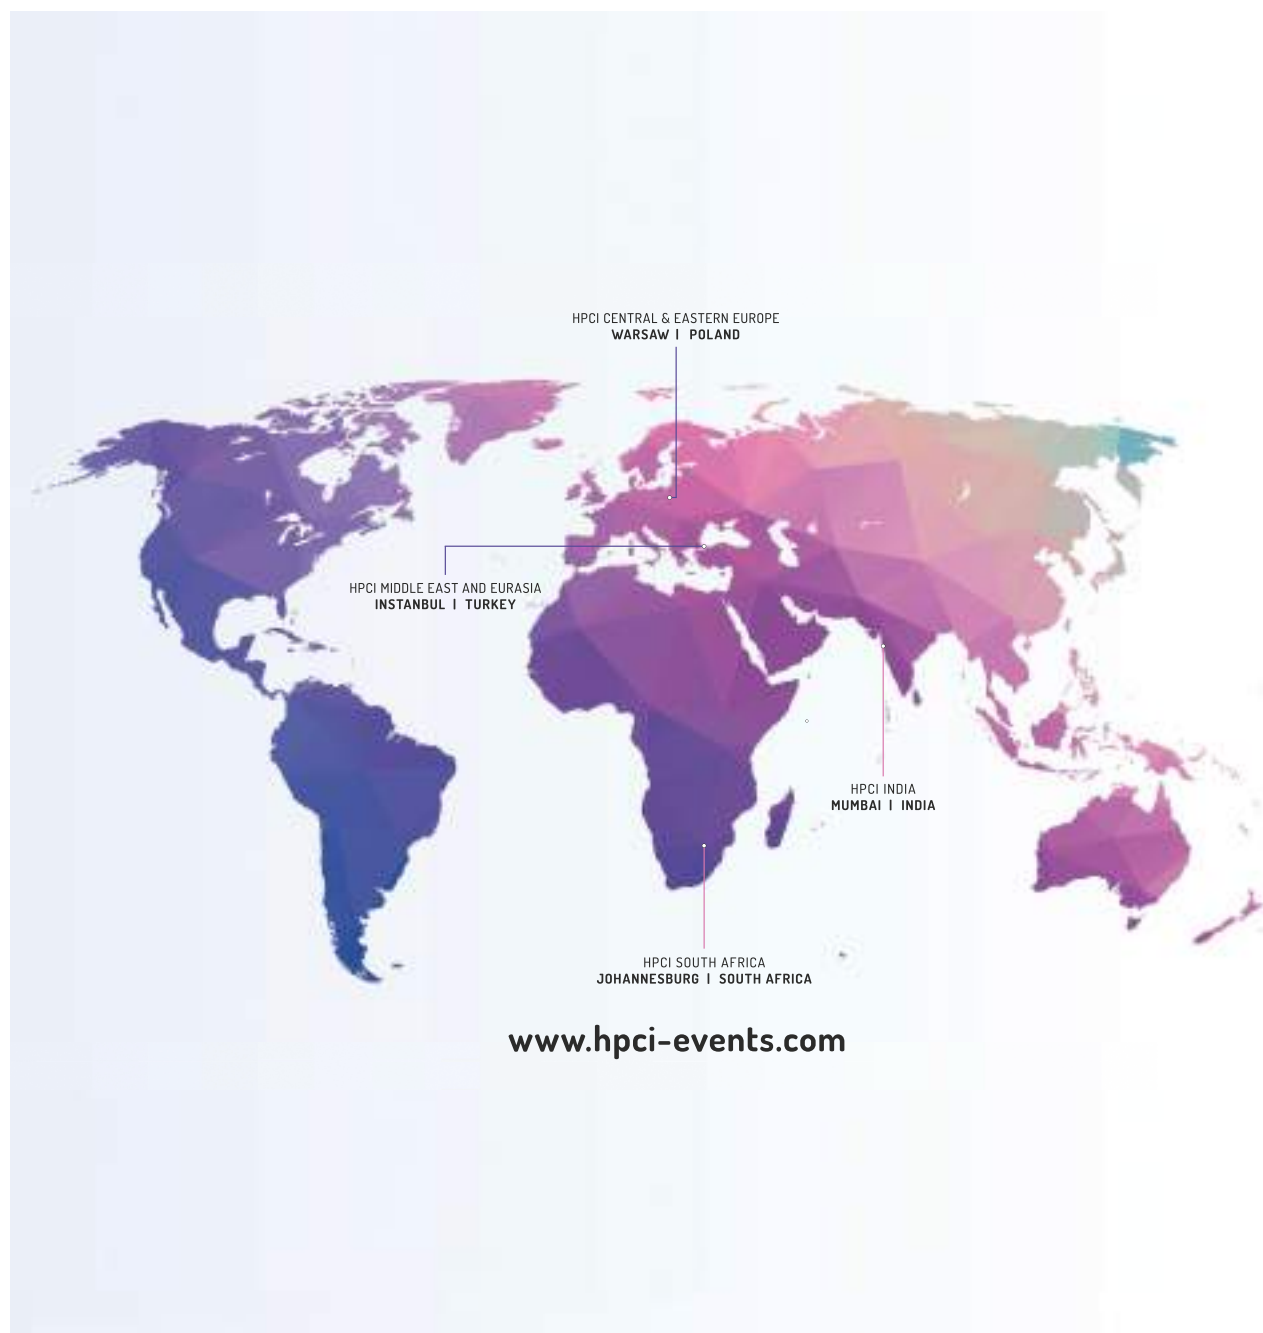 HPCI CENTRAL & EASTERN EUROPE
WARSAW | POLAND
HPCI MIDDLE EAST AND EURASIA
INSTANBUL | TURKEY
HPCI INDIA
MUMBAI | INDIA
HPCI SOUTH AFRICA
JOHANNESBURG | SOUTH AFRICA
www.hpci-events.com